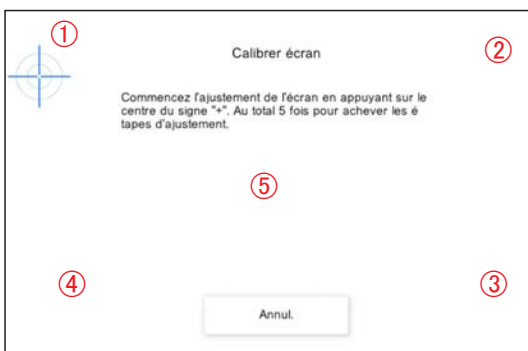 ①
②
Calibrer écran
Commencez l'ajustement de l'écran en appuyant sur le
centre du signe "+". Au total 5 fois pour achever les é
tapes d'ajustement.
⑤
④
③
Annul.